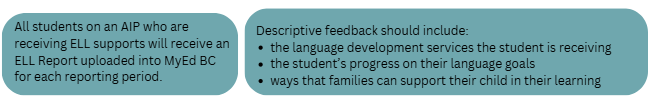 All students on an AIP who are
receiving ELL supports will receive an
ELL Report uploaded into MyEd BC
for each reporting period.
Descriptive feedback should include:
• the language development services the student is receiving
• the student's progress on their language goals
• ways that families can support their child in their learning